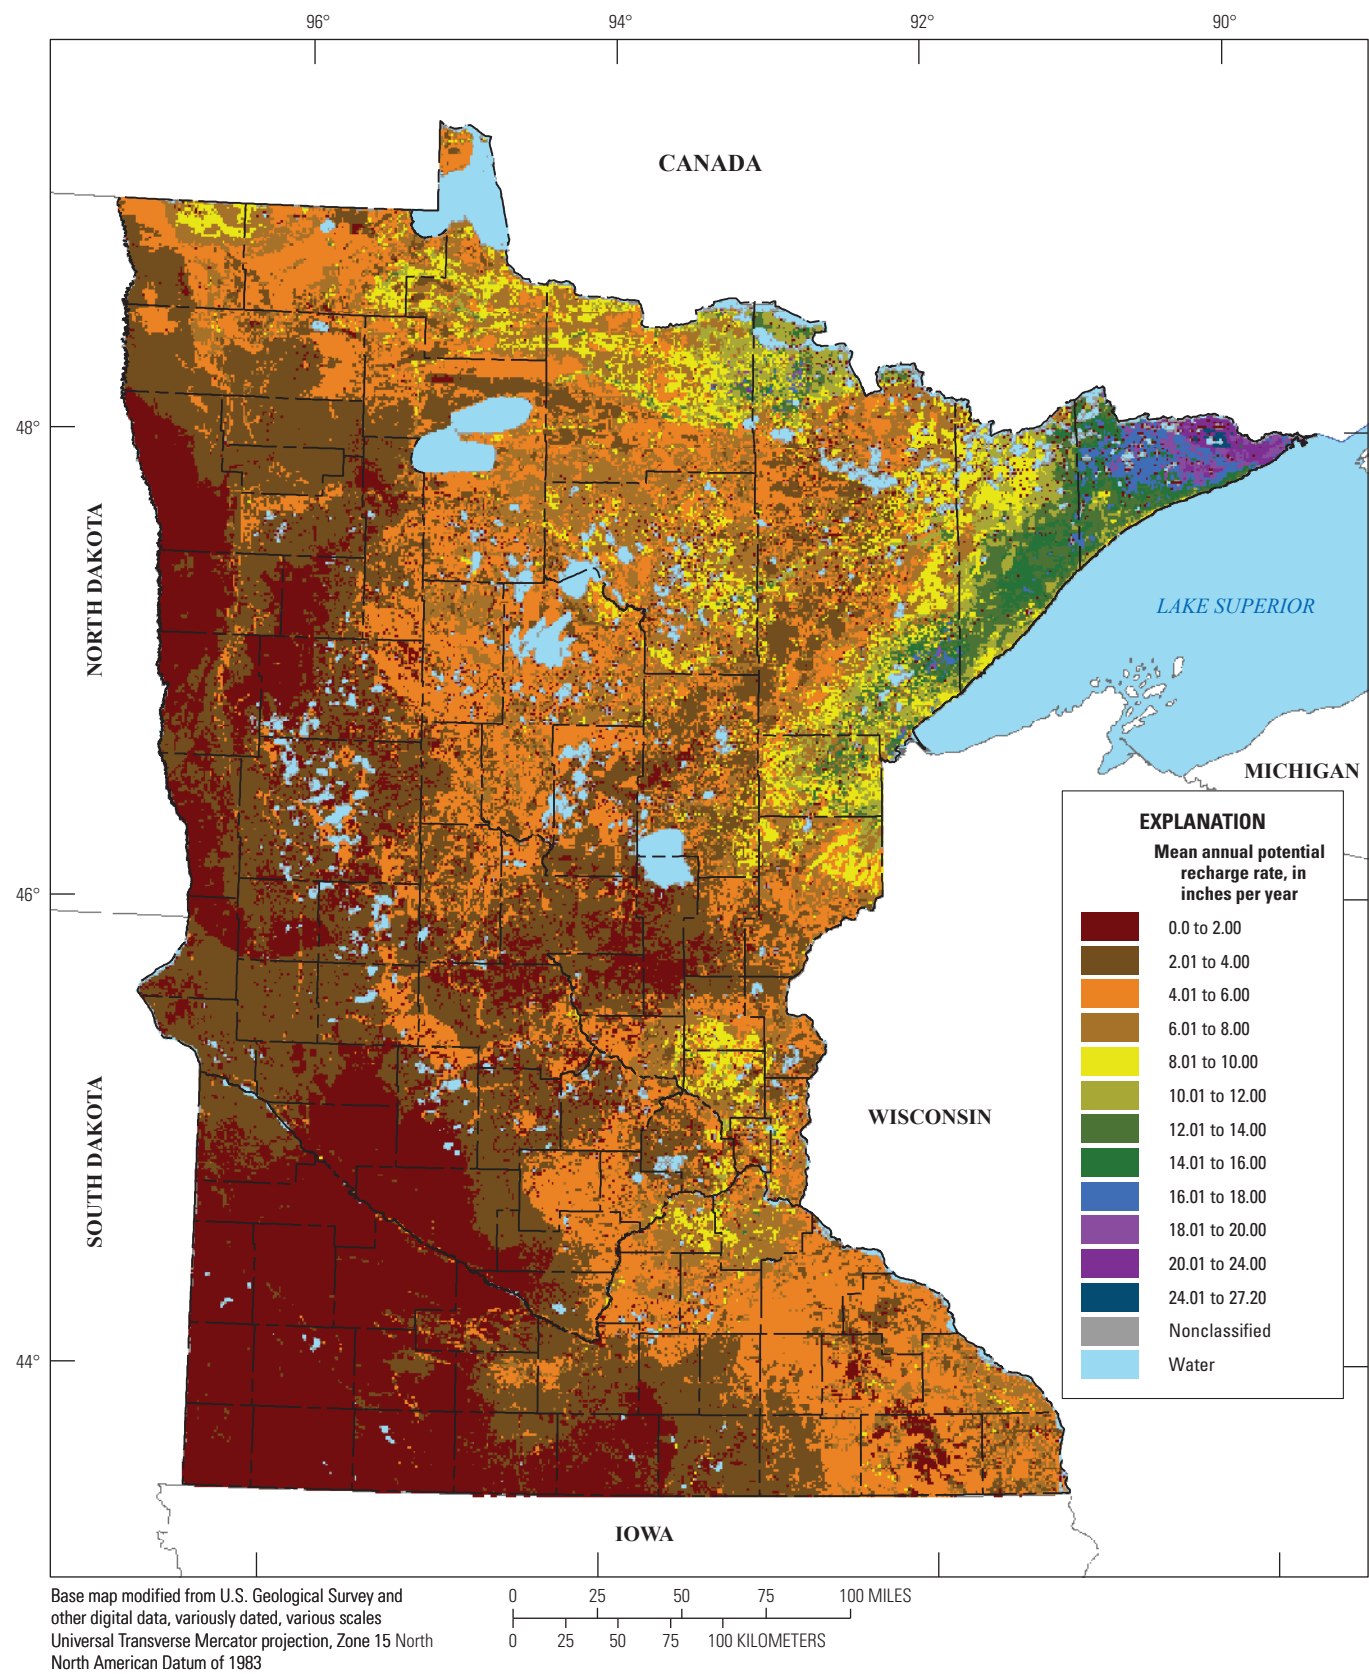 96°
94°
92°
90°
CANADA
48°
NORTH DAKOTA
LAKE SUPERIOR
MICHIGAN
EXPLANATION
Mean annual potential
recharge rate, in
inches per year
46°
0.0 to 2.00
2.01 to 4.00
4.01 to 6.00
6.01 to 8.00
8.01 to 10.00
10.01 to 12.00
12.01 to 14.00
14.01 to 16.00
16.01 to 18.00
18.01 to 20.00
20.01 to 24.00
24.01 to 27.20
Nonclassified
Water
SOUTH DAKOTA
WISCONSIN
44°
IOWA
Base map modified from U.S. Geological Survey and
other digital data, variously dated, various scales
Universal Transverse Mercator projection, Zone 15 North
North American Datum of 1983
0 25 50 75 100 MILES
0 25 50 75 100 KILOMETERS